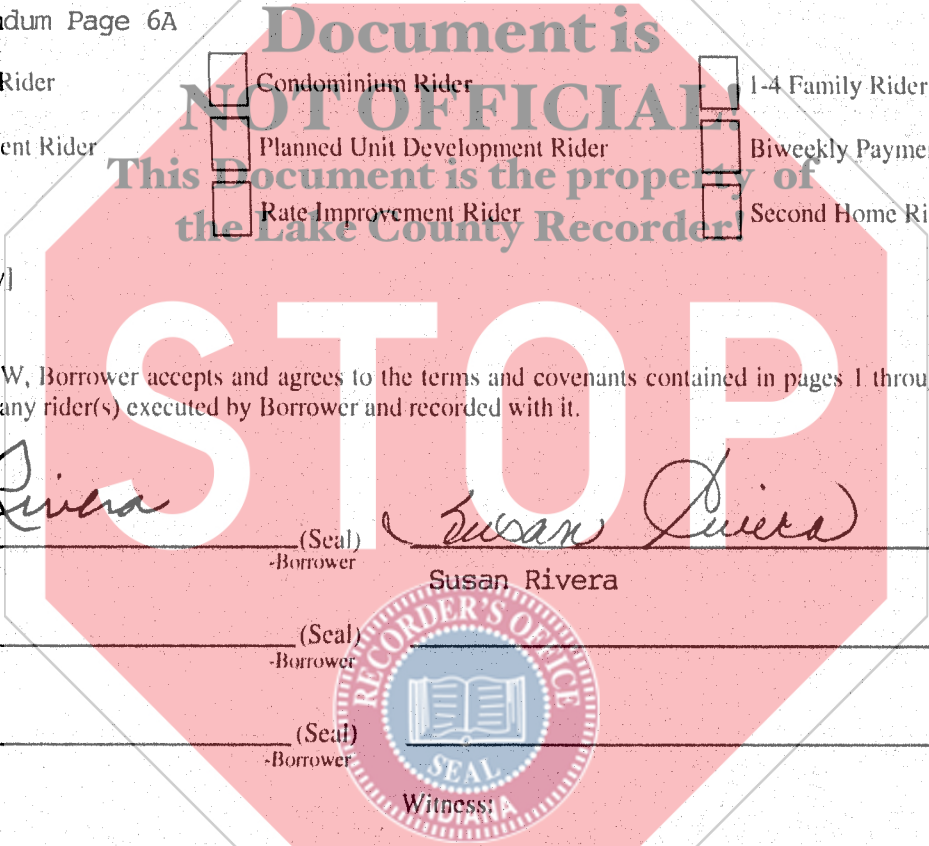 dum Page 6A
Document is
Rider Condominium Rider 1-4 Family Rider
NOT OFFICIAL!
ent Rider Planned Unit Development Rider Biweekly Payme
This Document is the property of
Rate Improvement Rider Second Home Ri
the Lake County Recorder!
STOP
W, Borrower accepts and agrees to the terms and covenants contained in pages 1 throu
any rider(s) executed by Borrower and recorded with it.
Rivera (Seal) Susan Rivera
-Borrower
Susan Rivera
(Seal)
-Borrower
RECORDER'S OFFICE
(Seal)
-Borrower
SEAL
Witness:
INDIANA